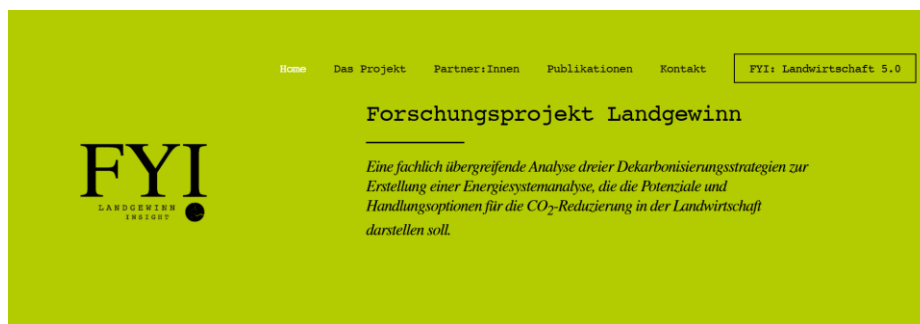 Home Das Projekt Partner:Innen Publikationen Kontakt FYI: Landwirtschaft 5.0
Forschungsprojekt Landgewinn
FYI!
LANDGEWINN
INSIGHT
Eine fachlich übergreifende Analyse dreier Dekarbonisierungsstrategien zur
Erstellung einer Energiesystemanalyse, die die Potenziale und
Handlungsoptionen für die CO₂-Reduzierung in der Landwirtschaft
darstellen soll.